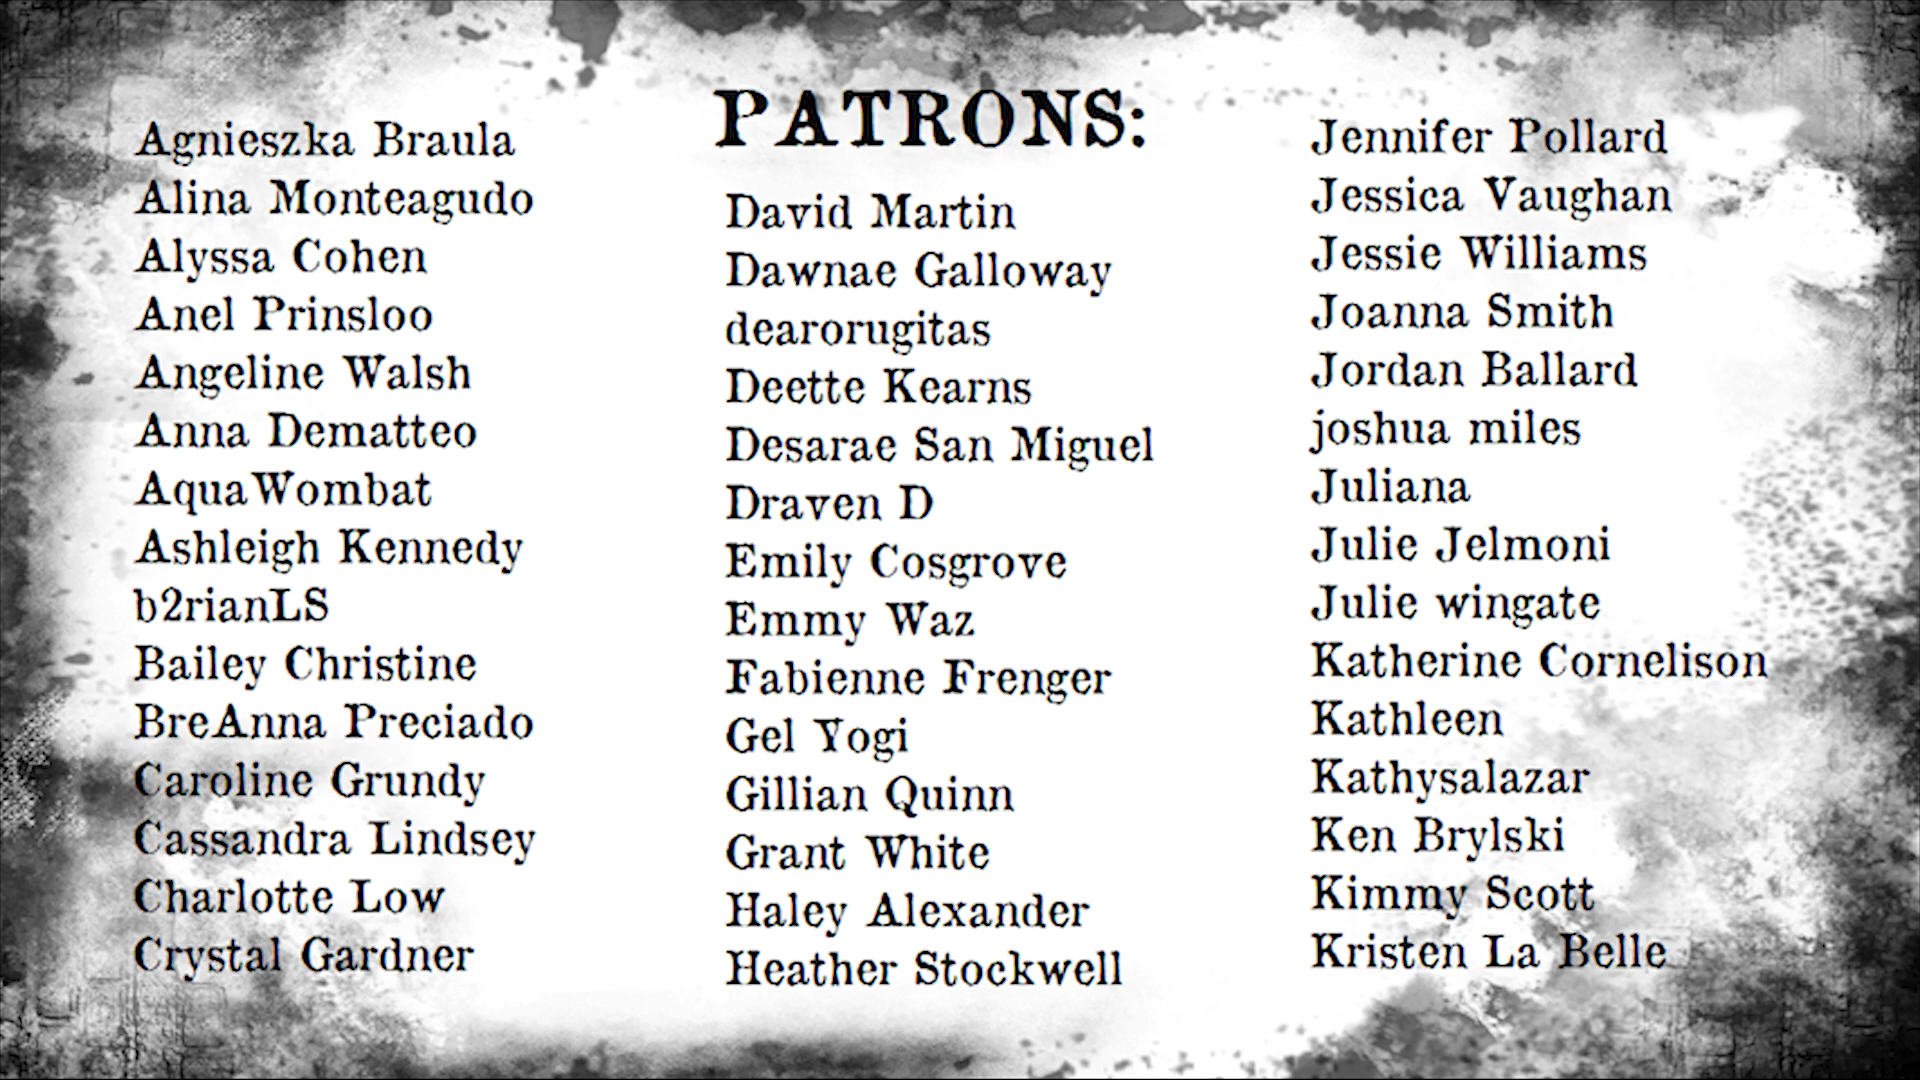 PATRONS:
Agnieszka Braula
Alina Monteagudo
Alyssa Cohen
Anel Prinsloo
Angeline Walsh
Anna Dematteo
AquaWombat
Ashleigh Kennedy
b2rianLS
Bailey Christine
BreAnna Preciado
Caroline Grundy
Cassandra Lindsey
Charlotte Low
Crystal Gardner
David Martin
Dawnae Galloway
dearorugitas
Deette Kearns
Desarae San Miguel
Draven D
Emily Cosgrove
Emmy Waz
Fabienne Frenger
Gel Yogi
Gillian Quinn
Grant White
Haley Alexander
Heather Stockwell
Jennifer Pollard
Jessica Vaughan
Jessie Williams
Joanna Smith
Jordan Ballard
joshua miles
Juliana
Julie Jelmoni
Julie wingate
Katherine Cornelison
Kathleen
Kathysalazar
Ken Brylski
Kimmy Scott
Kristen La Belle